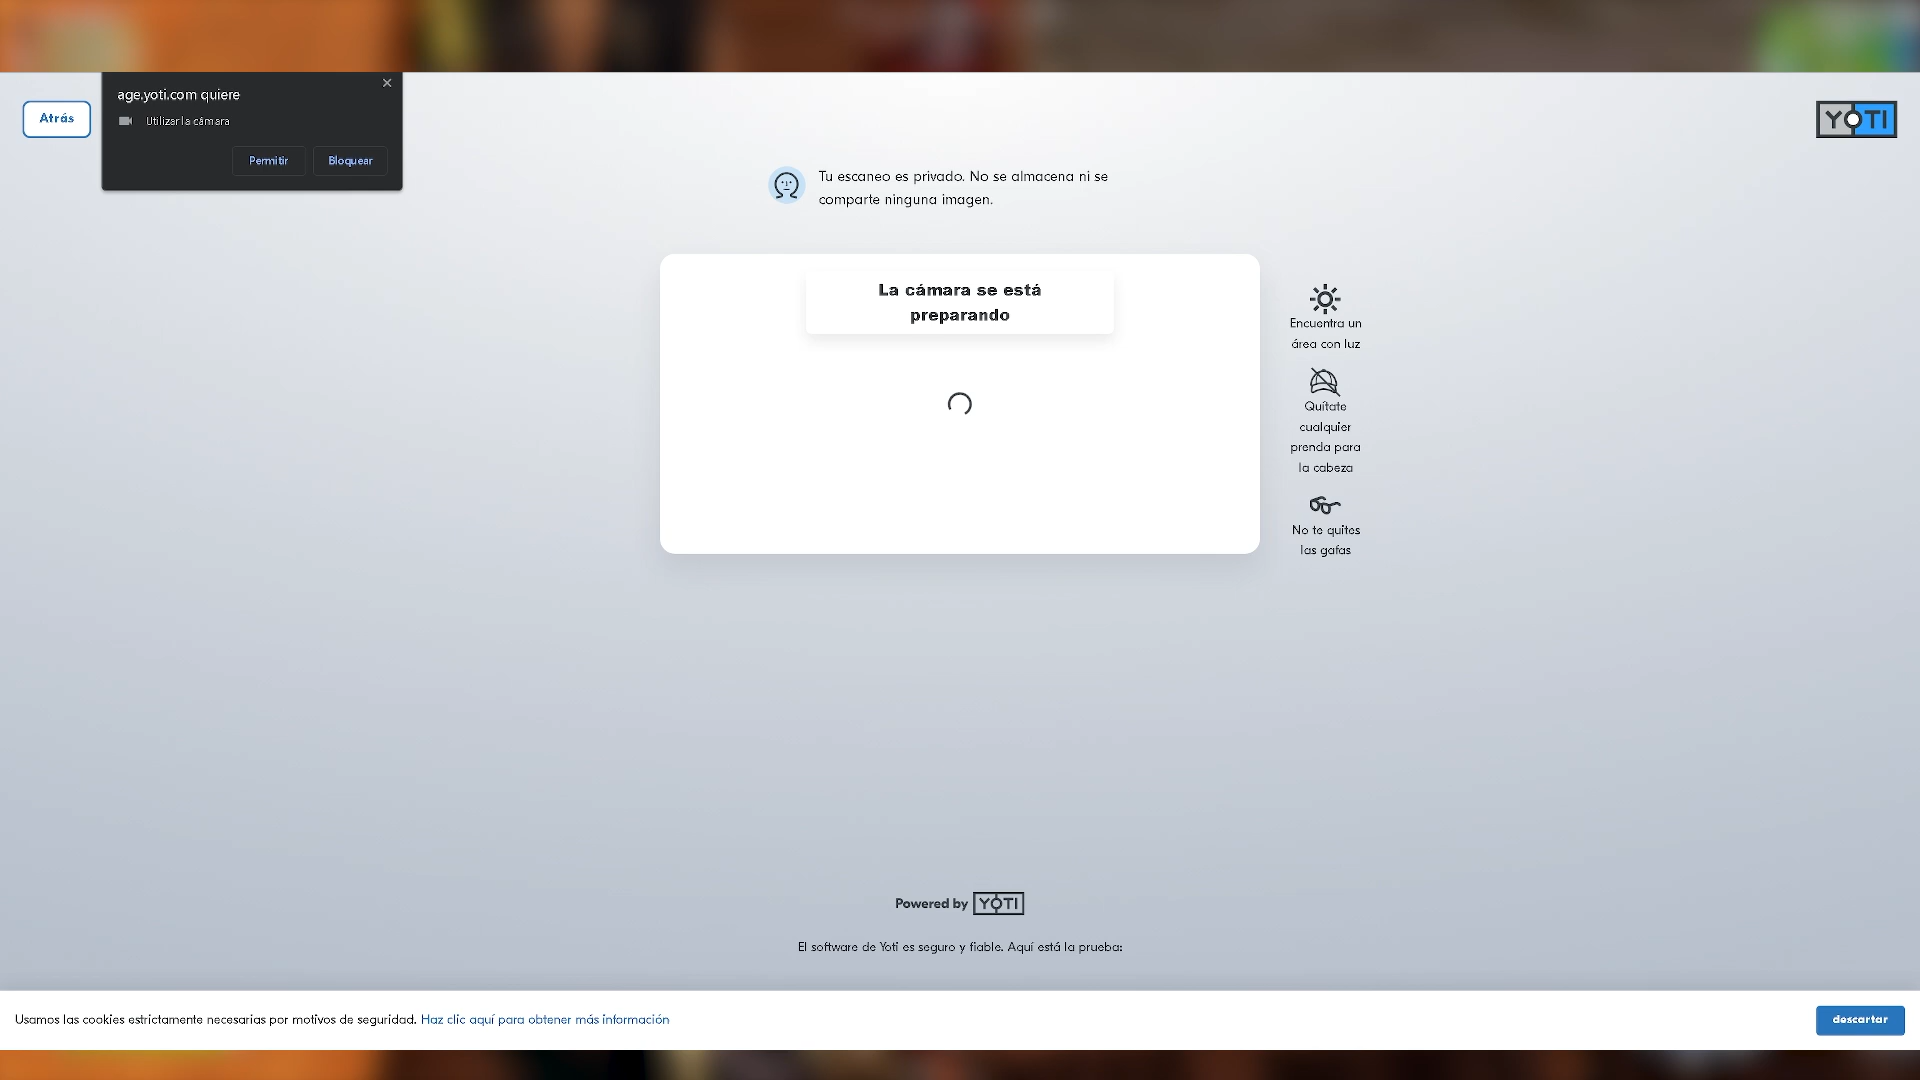 age.yoti.com quiere
Utilizar la cámara
Permitir
Bloquear
Atrás
YOTI
Tu escaneo es privado. No se almacena ni se
comparte ninguna imagen.
La cámara se está
preparando
Encuentra un
área con luz
Quítate
cualquier
prenda para
la cabeza
No te quites
las gafas
Powered by YOTI
El software de Yoti es seguro y fiable. Aquí está la prueba:
Usamos las cookies estrictamente necesarias por motivos de seguridad. Haz clic aquí para obtener más información
descartar